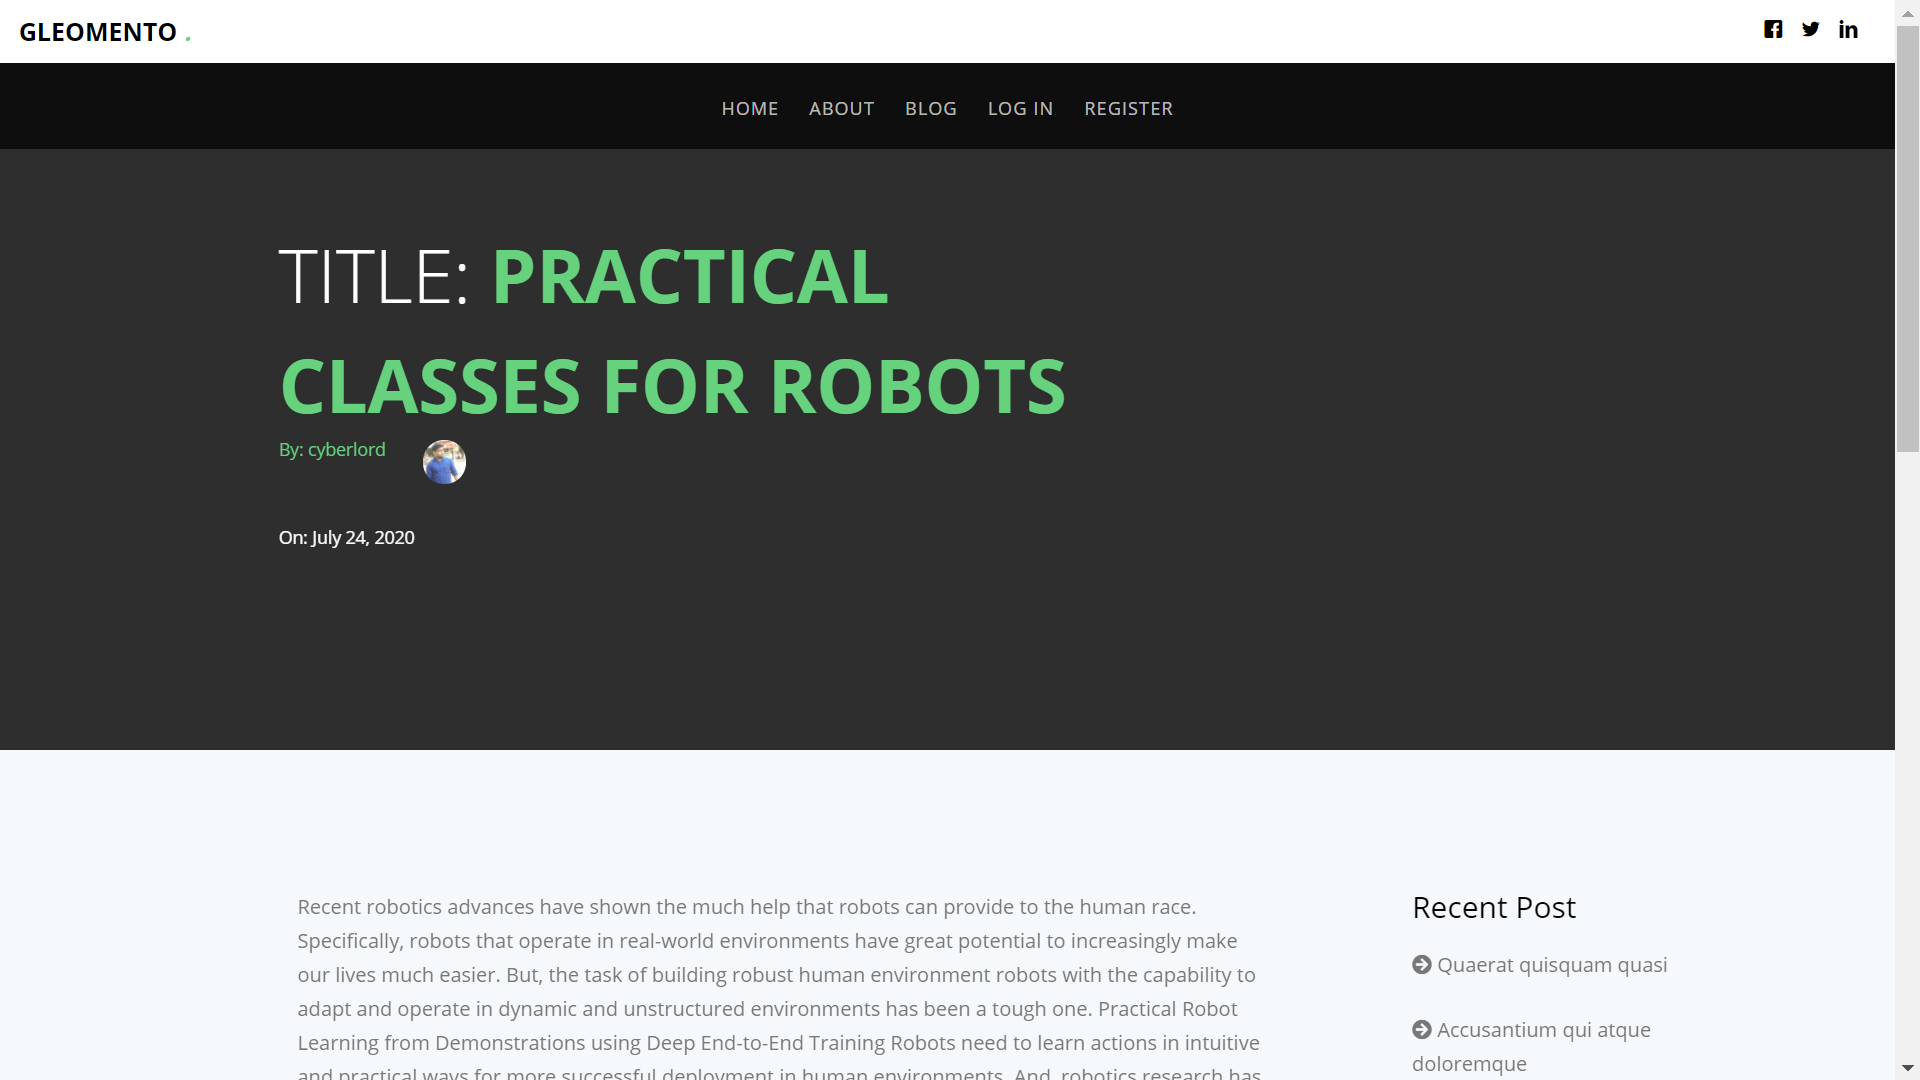 GLEOMENTO .
HOME ABOUT BLOG LOG IN REGISTER
TITLE: PRACTICAL
CLASSES FOR ROBOTS
By: cyberlord
On: July 24, 2020
Recent robotics advances have shown the much help that robots can provide to the human race.
Specifically, robots that operate in real-world environments have great potential to increasingly make
our lives much easier. But, the task of building robust human environment robots with the capability to
adapt and operate in dynamic and unstructured environments has been a tough one. Practical Robot
Learning from Demonstrations using Deep End-to-End Training Robots need to learn actions in intuitive
and practical ways for more successful deployment in human environments. And, robotics research has
Recent Post
Quaerat quisquam quasi
Accusantium qui atque
doloremque